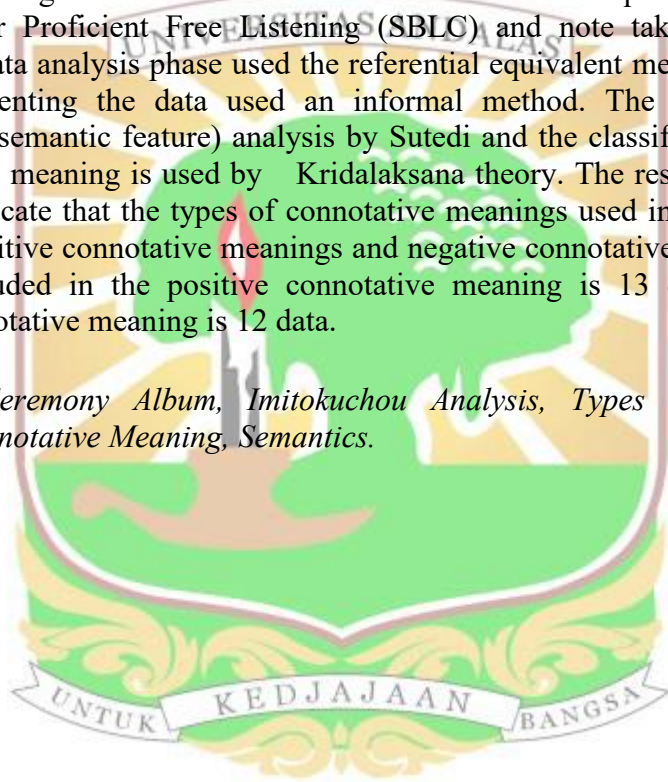 r Proficient Free Listening (SBLC) and note tak
UNIVERSITAS
ata analysis phase used the referential equivalent me
enting the data used an informal method. The
(semantic feature) analysis by Sutedi and the classif
meaning is used by Kridalaksana theory. The res
cate that the types of connotative meanings used in
itive connotative meanings and negative connotative
uded in the positive connotative meaning is 13
otative meaning is 12 data.
eremony Album, Imitokuchou Analysis, Types
notative Meaning, Semantics.
UNTUK KEDJAJAAN BANGSA